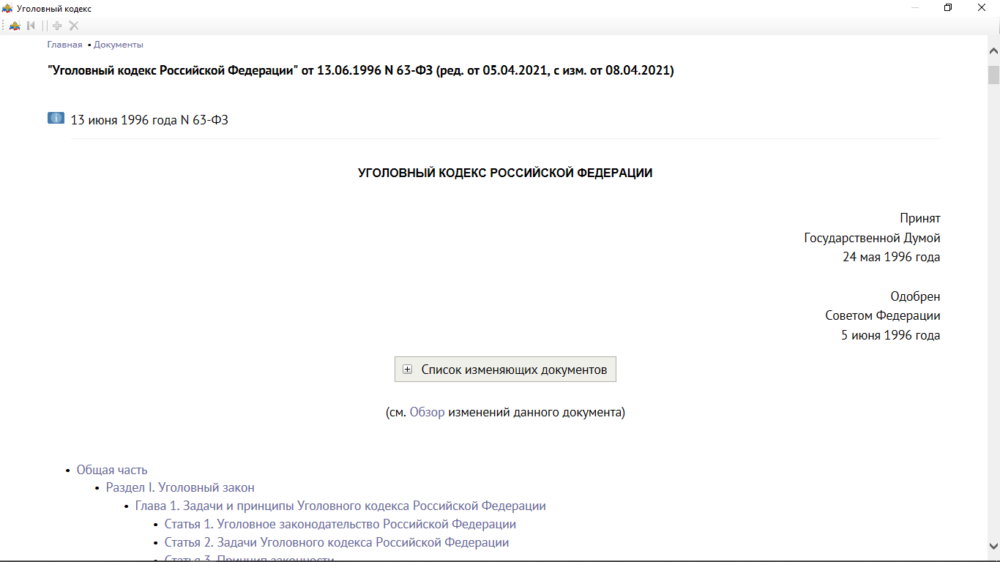 Уголовный кодекс
Главная • Документы
"Уголовный кодекс Российской Федерации" от 13.06.1996 N 63-ФЗ (ред. от 05.04.2021, с изм. от 08.04.2021)
13 июня 1996 года N 63-ФЗ
УГОЛОВНЫЙ КОДЕКС РОССИЙСКОЙ ФЕДЕРАЦИИ
Принят
Государственной Думой
24 мая 1996 года
Одобрен
Советом Федерации
5 июня 1996 года
Список изменяющих документов
(см. Обзор изменений данного документа)
• Общая часть
• Раздел I. Уголовный закон
• Глава 1. Задачи и принципы Уголовного кодекса Российской Федерации
• Статья 1. Уголовное законодательство Российской Федерации
• Статья 2. Задачи Уголовного кодекса Российской Федерации
• Статья 3. Принцип законности